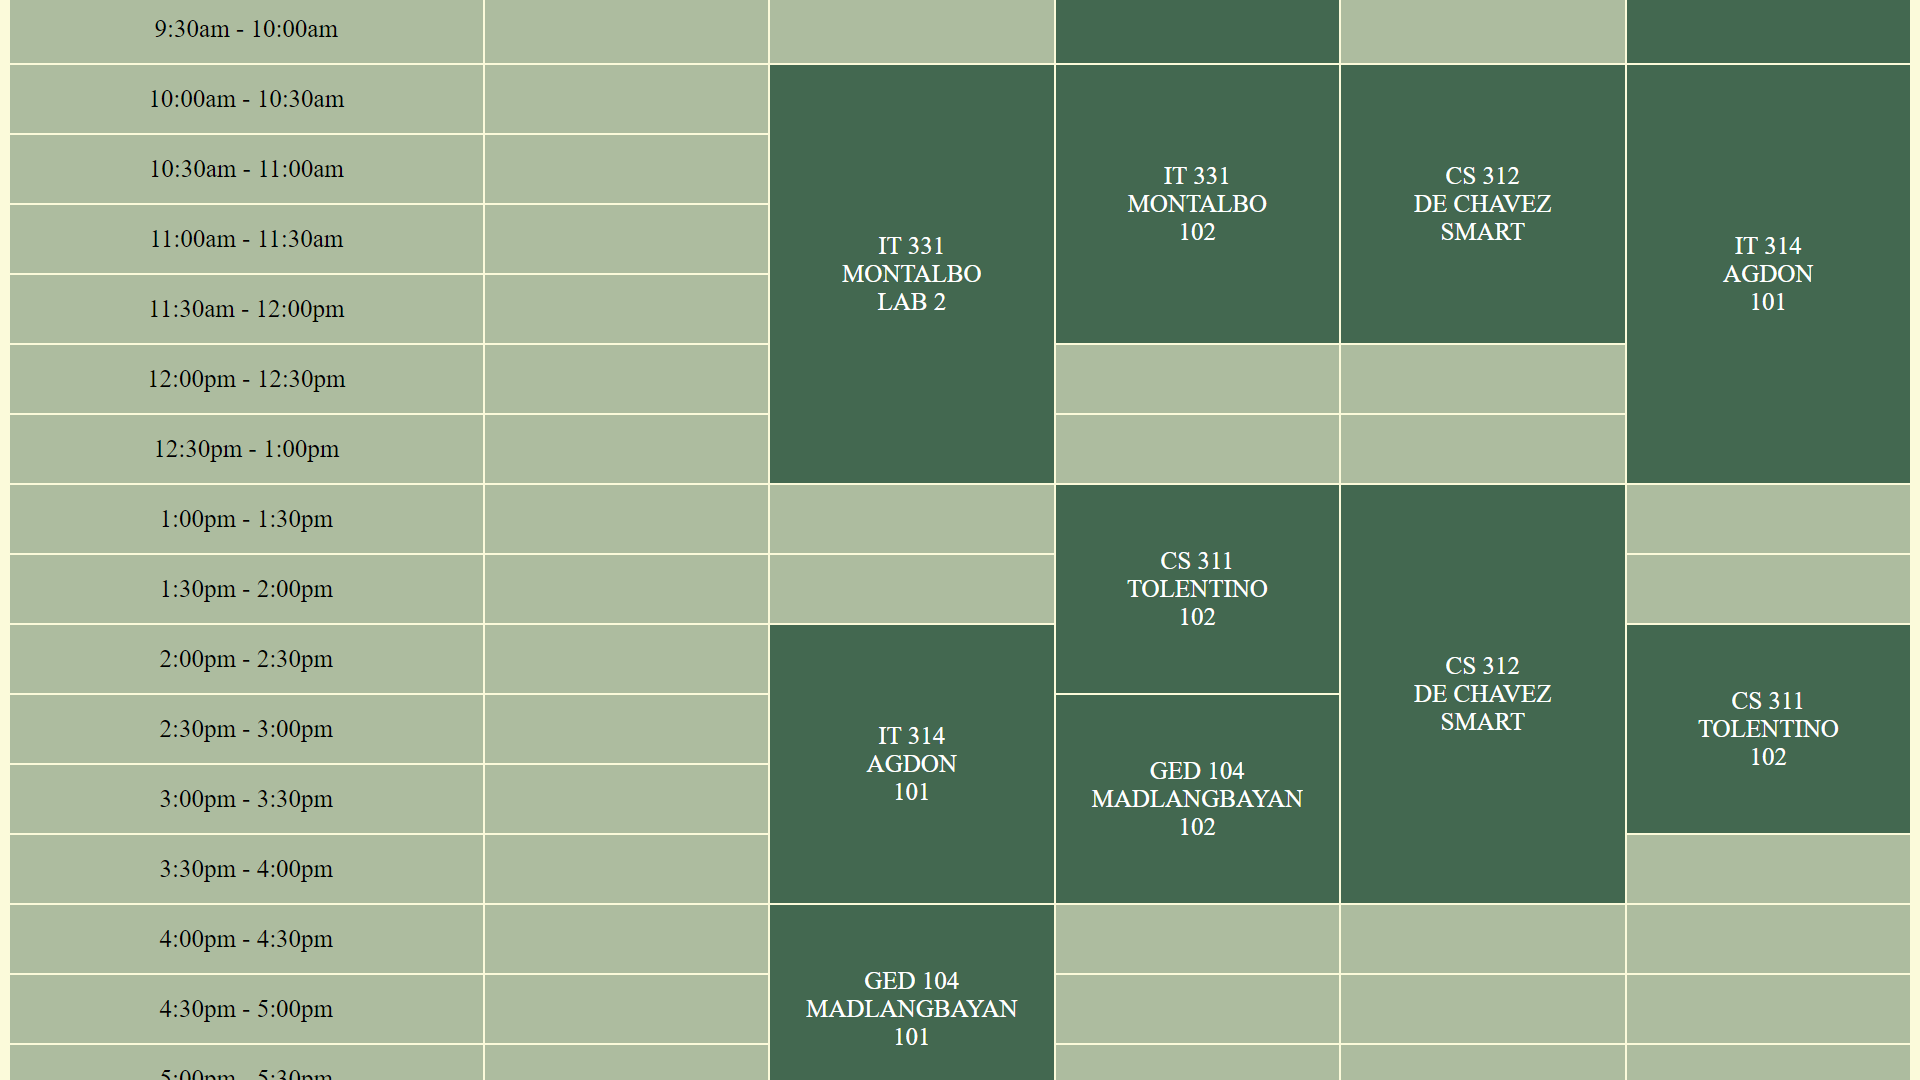 9:30am - 10:00am
10:00am - 10:30am
10:30am - 11:00am
11:00am - 11:30am
11:30am - 12:00pm
12:00pm - 12:30pm
12:30pm - 1:00pm
1:00pm - 1:30pm
1:30pm - 2:00pm
2:00pm - 2:30pm
2:30pm - 3:00pm
3:00pm - 3:30pm
3:30pm - 4:00pm
4:00pm - 4:30pm
4:30pm - 5:00pm
5:00pm - 5:30pm
IT 331
MONTALBO
LAB 2
IT 314
AGDON
101
GED 104
MADLANGBAYAN
101
IT 331
MONTALBO
102
CS 311
TOLENTINO
102
GED 104
MADLANGBAYAN
102
CS 312
DE CHAVEZ
SMART
CS 312
DE CHAVEZ
SMART
IT 314
AGDON
101
CS 311
TOLENTINO
102